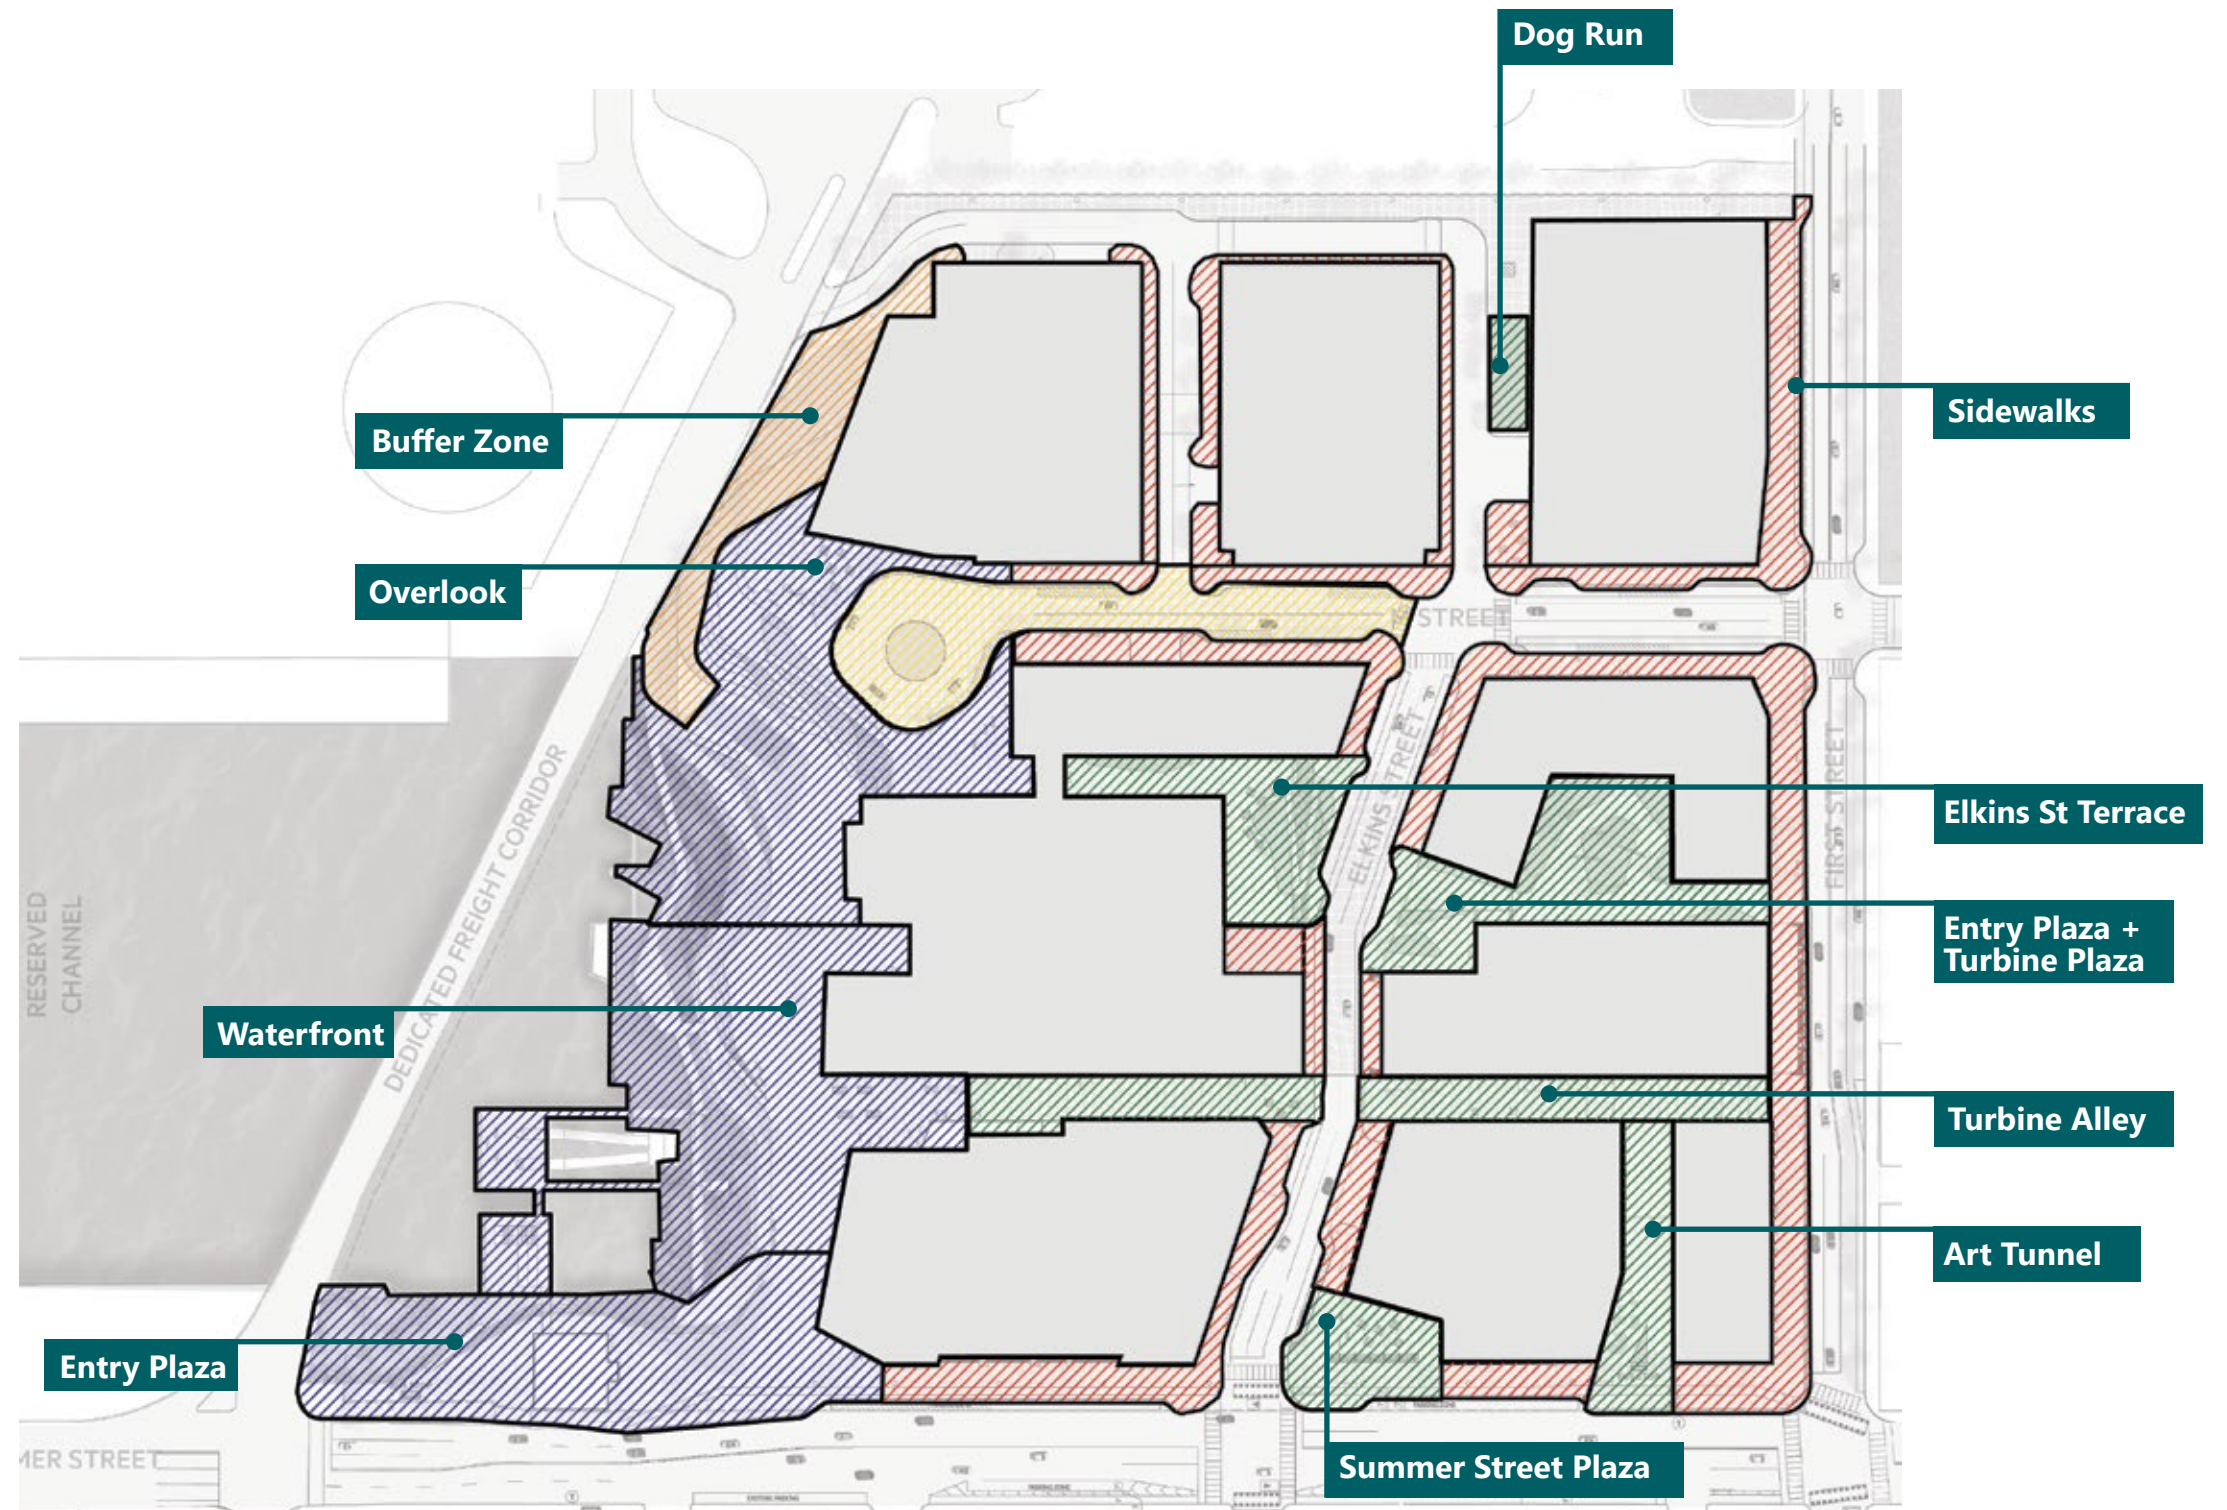 Dog Run
Buffer Zone
Sidewalks
Overlook
STREET
Elkins St Terrace
ELKINS STREET
FIRST STREET
DEDICATED FREIGHT CORRIDOR
RESERVED
CHANNEL
Entry Plaza +
Turbine Plaza
Waterfront
Turbine Alley
Art Tunnel
Entry Plaza
Summer Street Plaza
MER STREET